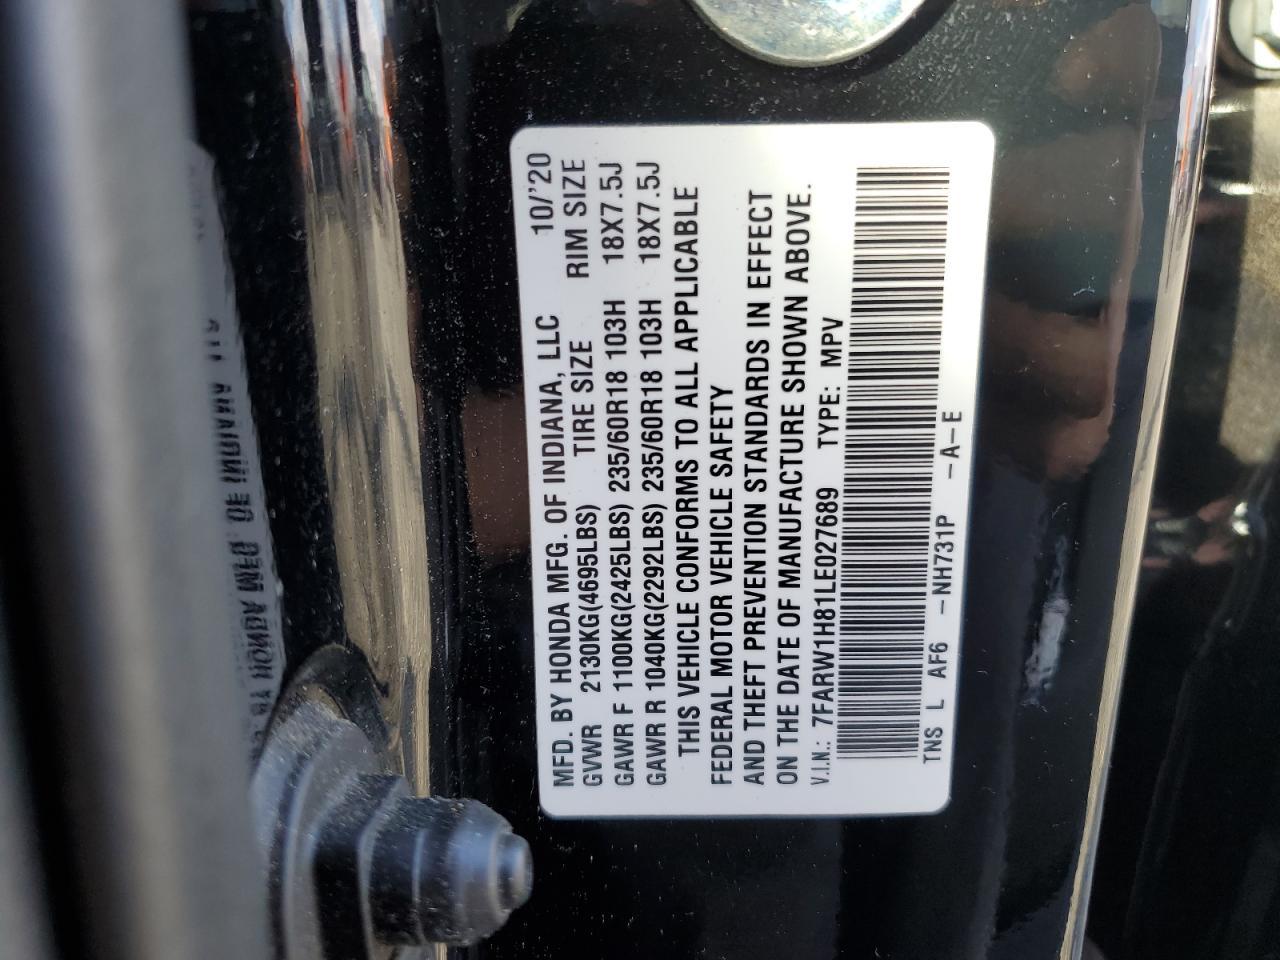 MFD. BY HONDA MFG. OF INDIANA, LLC 10/'20
GVWR 2130KG(4695LBS) TIRE SIZE RIM SIZE
GAWR F 1100KG(2425LBS) 235/60R18 103H 18X7.5J
GAWR R 1040KG(2292LBS) 235/60R18 103H 18X7.5J
THIS VEHICLE CONFORMS TO ALL APPLICABLE
FEDERAL MOTOR VEHICLE SAFETY
AND THEFT PREVENTION STANDARDS IN EFFECT
ON THE DATE OF MANUFACTURE SHOWN ABOVE.
V.I.N.: 7FARW1H81LE027689 TYPE: MPV
TNS L AF6 -NH731P -A-E